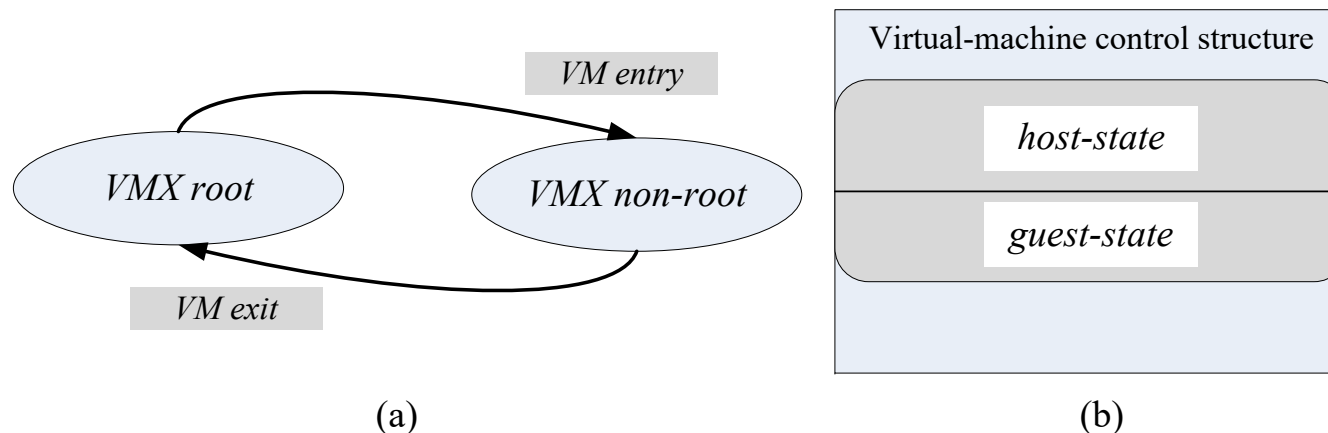 VM entry
VMX root
VMX non-root
VM exit
(a)
Virtual-machine control structure
host-state
guest-state
(b)